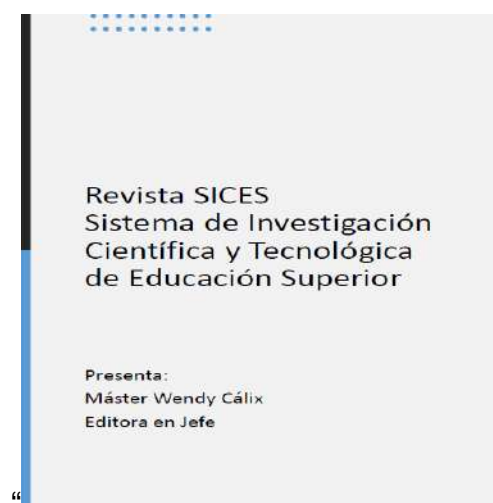 Revista SICES
Sistema de Investigación
Científica y Tecnológica
de Educación Superior
Presenta:
Máster Wendy Cálix
Editora en Jefe
“